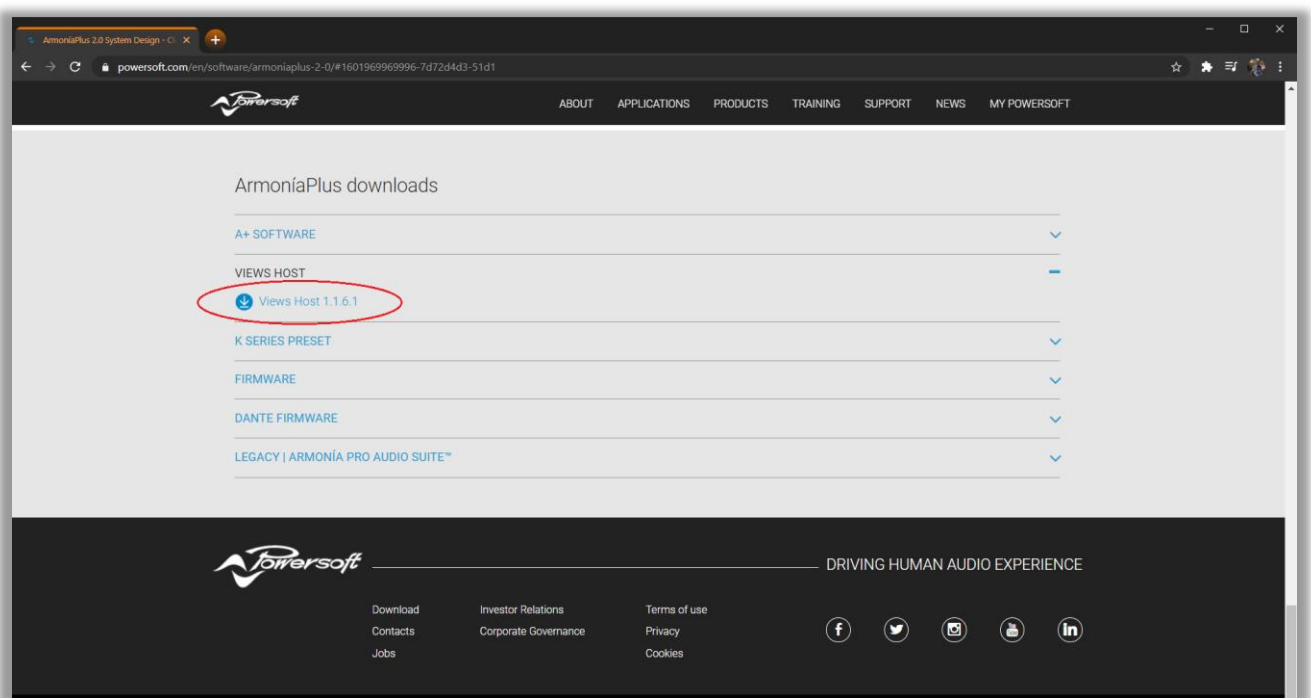 ArmoníaPlus 2.0 System Design - Cl
powersoft.com/en/software/armoniaplus-2-0/#1601969969996-7d72d4d3-51d1
Powersoft ABOUT APPLICATIONS PRODUCTS TRAINING SUPPORT NEWS MY POWERSOFT
ArmoníaPlus downloads
A+ SOFTWARE
VIEWS HOST
Views Host 1.1.6.1
K SERIES PRESET
FIRMWARE
DANTE FIRMWARE
LEGACY | ARMONÍA PRO AUDIO SUITE™
Powersoft DRIVING HUMAN AUDIO EXPERIENCE
Download Investor Relations Terms of use
Contacts Corporate Governance Privacy
Jobs Cookies